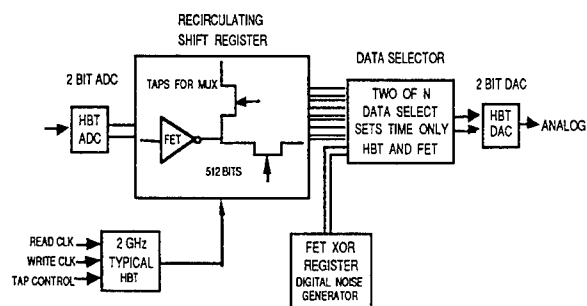 RECIRCULATING
SHIFT REGISTER
DATA SELECTOR
2 BIT ADC
TAPS FOR MUX
2 BIT DAC
HBT
ADC
FET
512 BITS
TWO OF N
DATA SELECT
SETS TIME ONLY
HBT AND FET
HBT
DAC
ANALOG
READ CLK
WRITE CLK
TAP CONTROL
2 GHz
TYPICAL
HBT
FET XOR
REGISTER
DIGITAL NOISE
GENERATOR